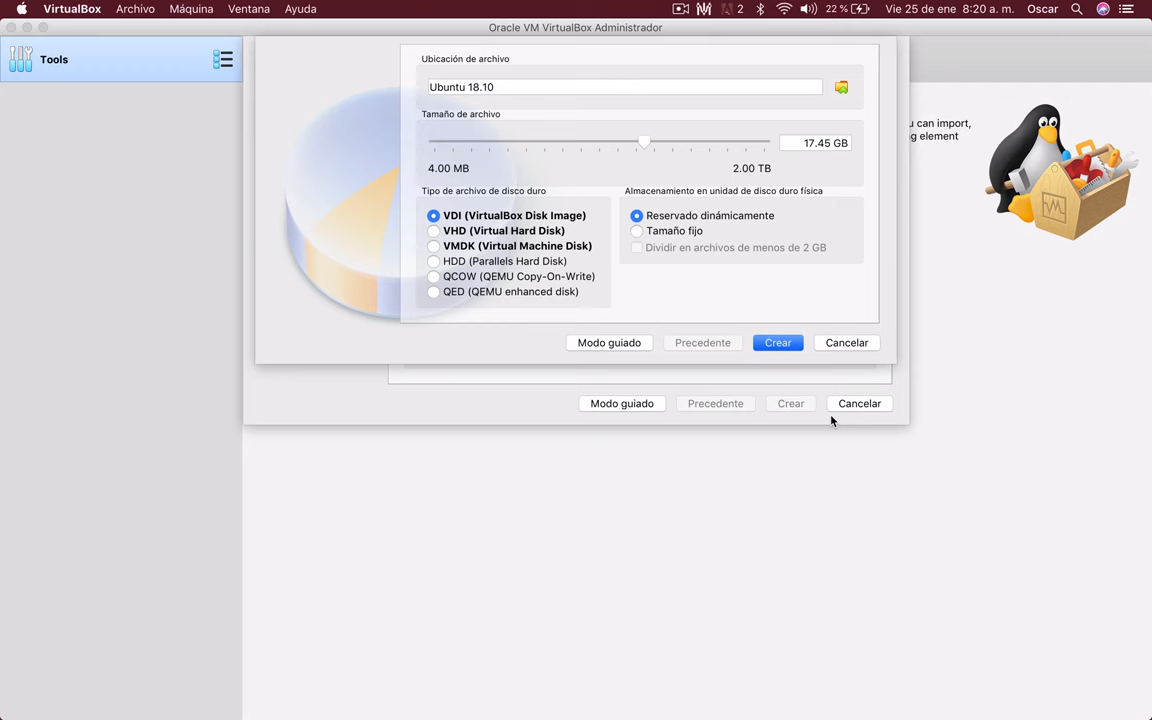 VirtualBox Archivo Máquina Ventana Ayuda 2 22 % Vie 25 de ene 8:20 a. m. Oscar
Oracle VM VirtualBox Administrador
Tools
Ubicación de archivo
Ubuntu 18.10
Tamaño de archivo
17.45 GB
4.00 MB 2.00 TB
Tipo de archivo de disco duro
VDI (VirtualBox Disk Image)
VHD (Virtual Hard Disk)
VMDK (Virtual Machine Disk)
HDD (Parallels Hard Disk)
QCOW (QEMU Copy-On-Write)
QED (QEMU enhanced disk)
Almacenamiento en unidad de disco duro física
Reservado dinámicamente
Tamaño fijo
Dividir en archivos de menos de 2 GB
Modo guiado Precedente Crear Cancelar
Modo guiado Precedente Crear Cancelar
u can import,
g element